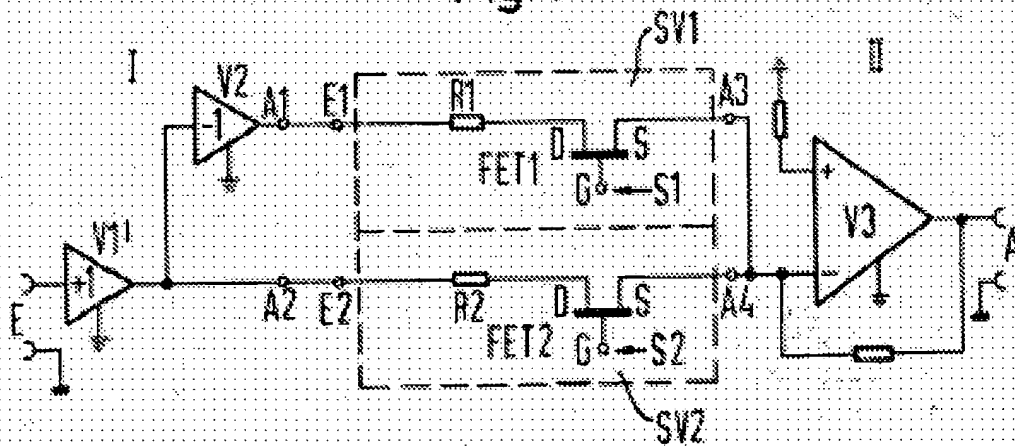 SV1
I
II
V2
A1
E1
R1
A3
-1
D
S
FET1
G
S1
+
V1'
V3
+1
-
A
E
A2
E2
R2
D
S
A4
FET2
G
S2
SV2